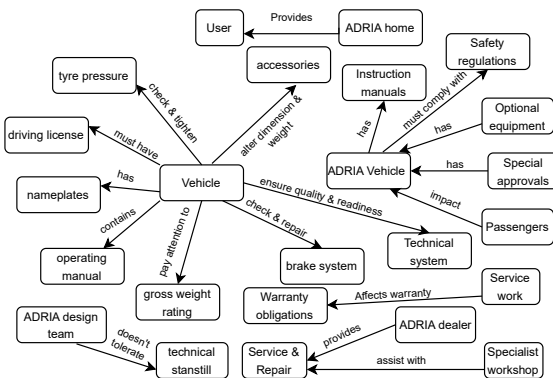 User
Provides
ADRIA home
Safety
regulations
tyre pressure
accessories
Instruction
manuals
must comply with
check & tighten
alter dimension &
weight
Optional
equipment
driving license
must have
has
has
ADRIA Vehicle
has
Special
approvals
nameplates
has
Vehicle
ensure quality & readiness
impact
Passengers
contains
pay attention to
check & repair
operating
manual
brake system
Technical
system
gross weight
rating
Warranty
obligations
Affects warranty
Service
work
ADRIA design
team
doesn't
tolerate
technical
stanstill
provides
ADRIA dealer
Service &
Repair
assist with
Specialist
workshop